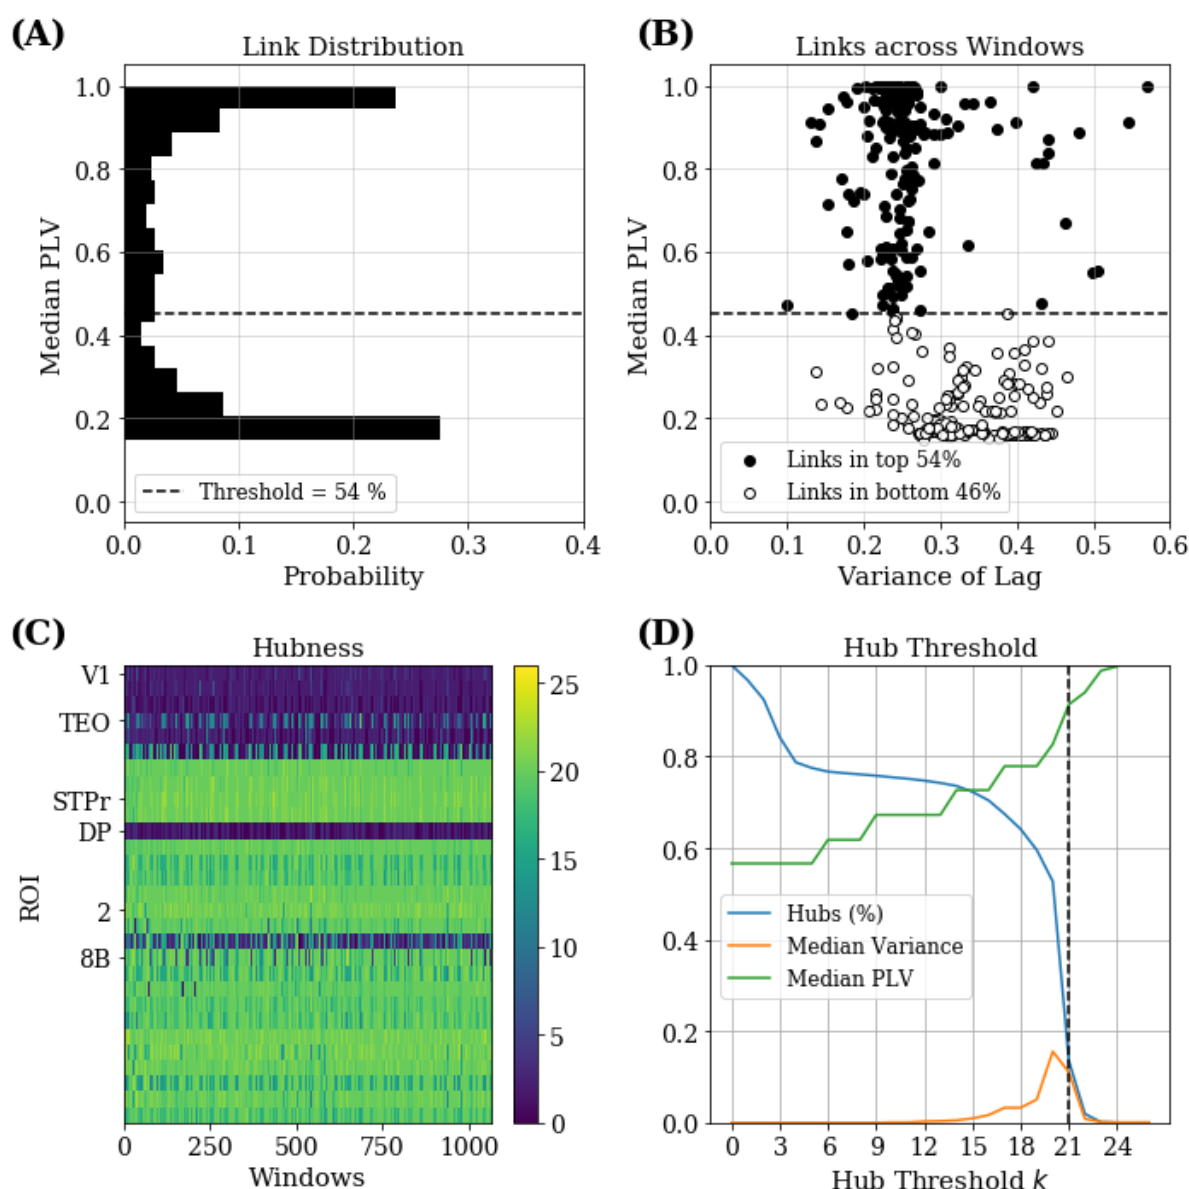 (A)
Link Distribution
1.0
0.8
0.6
0.4
0.2
0.0
Median PLV
Threshold = 54 %
0.0 0.1 0.2 0.3 0.4
Probability
(B)
Links across Windows
1.0
0.8
0.6
0.4
0.2
0.0
Median PLV
Links in top 54%
Links in bottom 46%
0.0 0.1 0.2 0.3 0.4 0.5 0.6
Variance of Lag
(C)
Hubness
V1
TEO
STPr
DP
2
8B
ROI
0 250 500 750 1000
Windows
25
20
15
10
5
0
(D)
Hub Threshold
1.0
0.8
0.6
0.4
0.2
0.0
Hubs (%)
Median Variance
Median PLV
0 3 6 9 12 15 18 21 24
Hub Threshold k